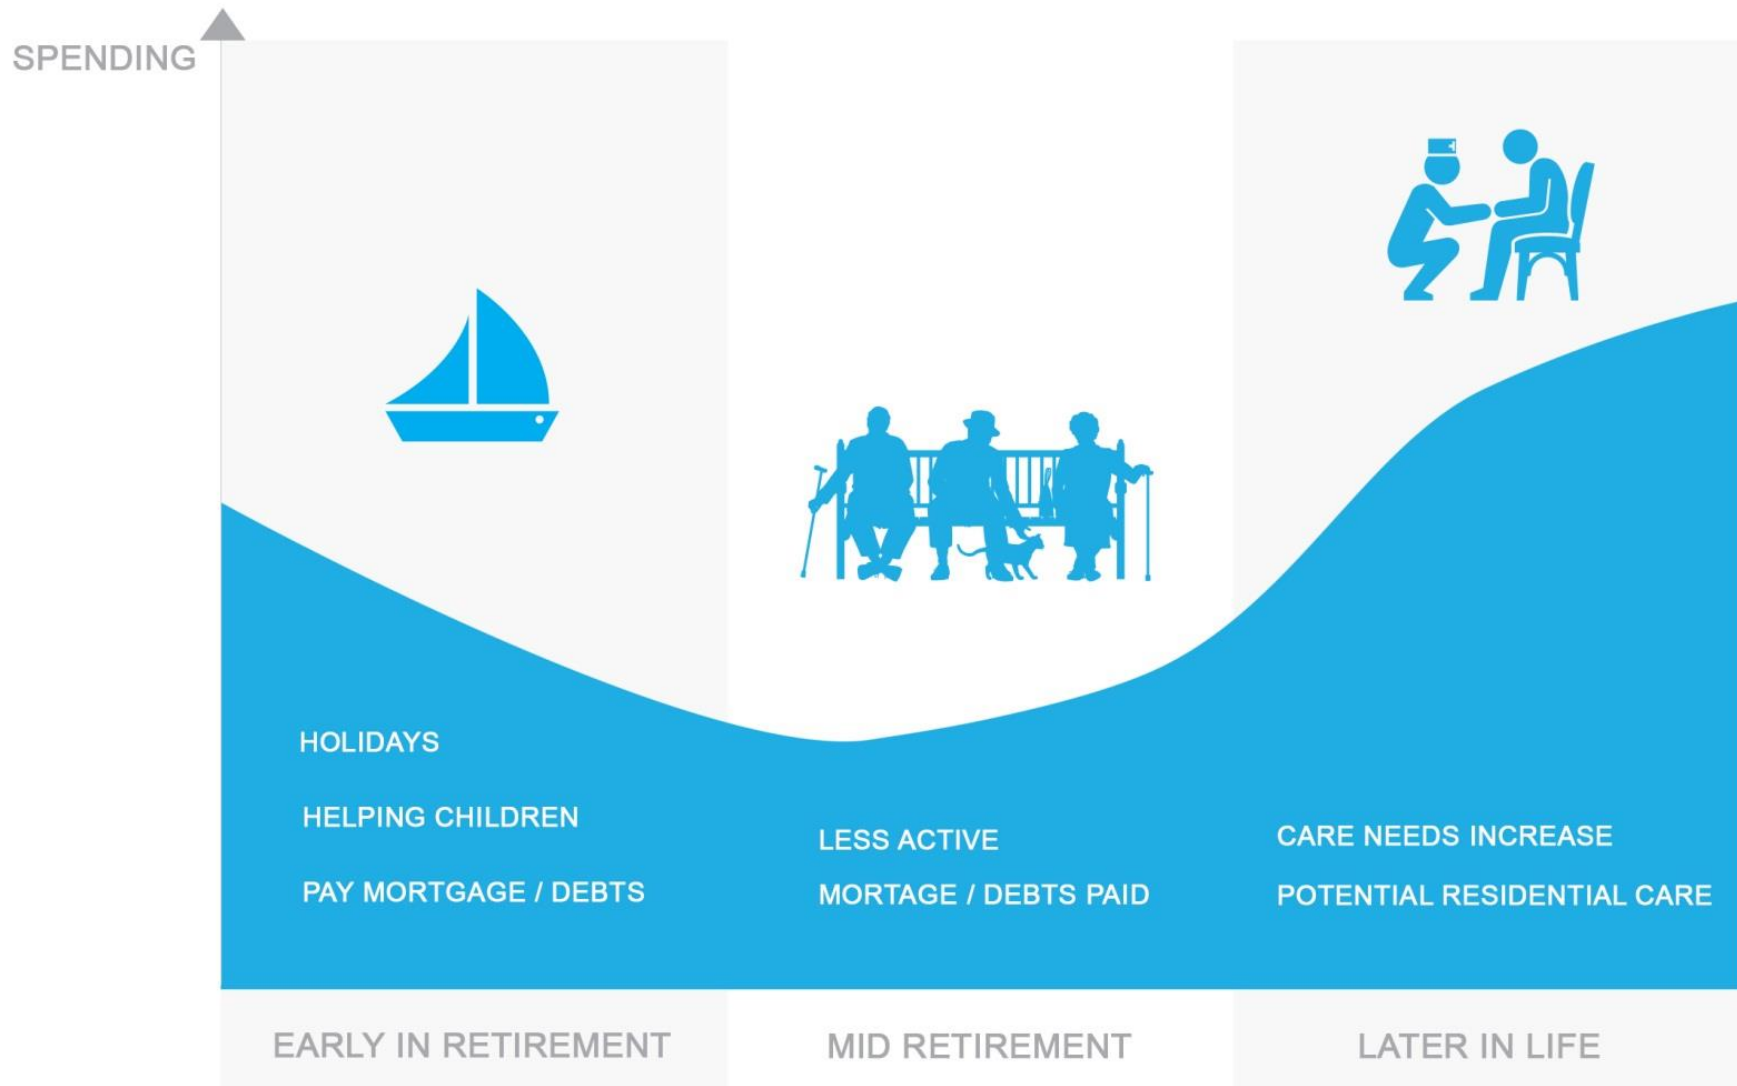 SPENDING
HOLIDAYS
HELPING CHILDREN
PAY MORTGAGE / DEBTS
LESS ACTIVE
MORTAGE / DEBTS PAID
CARE NEEDS INCREASE
POTENTIAL RESIDENTIAL CARE
EARLY IN RETIREMENT
MID RETIREMENT
LATER IN LIFE